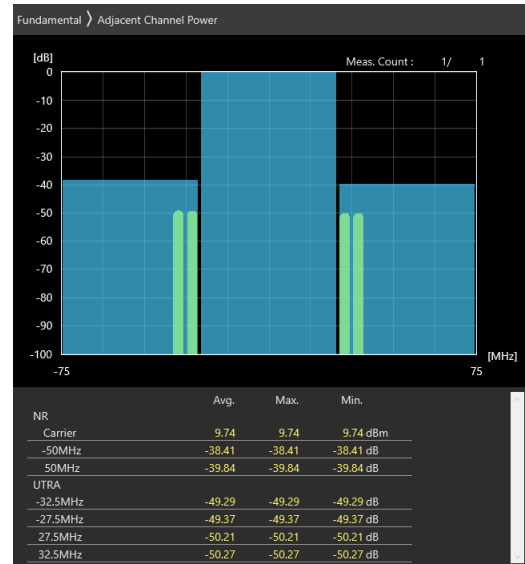 Fundamental 〉 Adjacent Channel Power
[dB]
Meas. Count : 1/ 1
0
-10
-20
-30
-40
-50
-60
-70
-80
-90
-100
[MHz]
-75 75
Avg. Max. Min.
NR
Carrier 9.74 9.74 9.74 dBm
-50MHz -38.41 -38.41 -38.41 dB
50MHz -39.84 -39.84 -39.84 dB
UTRA
-32.5MHz -49.29 -49.29 -49.29 dB
-27.5MHz -49.37 -49.37 -49.37 dB
27.5MHz -50.21 -50.21 -50.21 dB
32.5MHz -50.27 -50.27 -50.27 dB